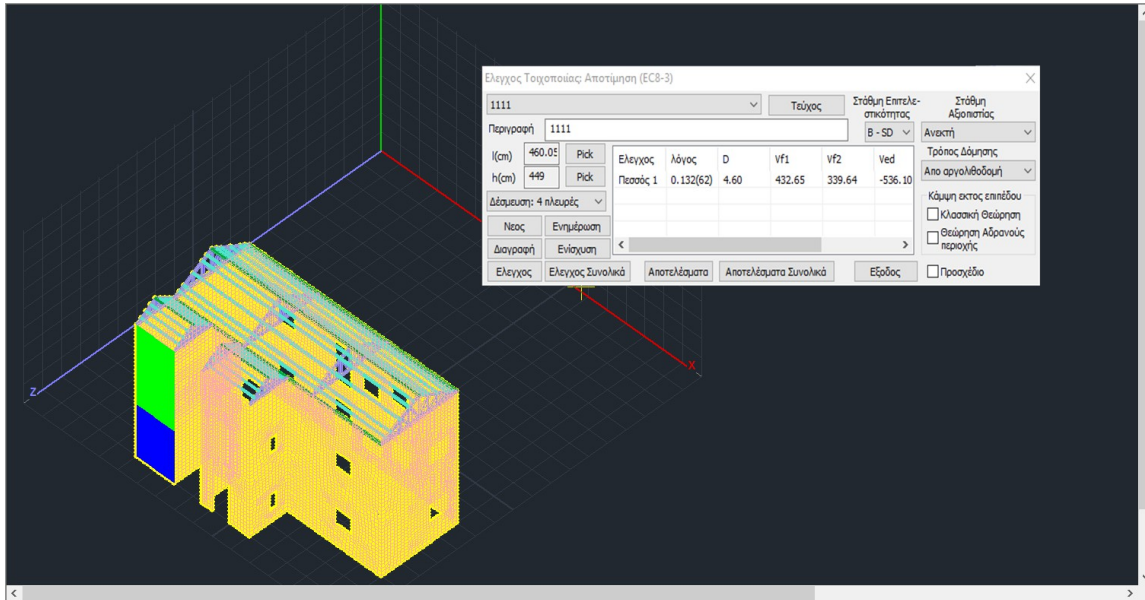 Ελεγχος Τοιχοποιίας: Αποτίμηση (EC8-3)
1111
Τεύχος
Στάθμη Επιτελε-
στικότητας
Στάθμη
Αξιοπιστίας
Περιγραφή
1111
B - SD
Ανεκτή
l(cm)
460.05
Pick
h(cm)
449
Pick
Ελεγχος λόγος D Vf1 Vf2 Ved
Πεσσός 1 0.132(62) 4.60 432.65 339.64 -536.10
Τρόπος Δόμησης
Απο αργολιθοδομή
Δέσμευση: 4 πλευρές
Κάμψη εκτος επιπέδου
Κλασσική Θεώρηση
Θεώρηση Αδρανούς
περιοχής
Νεος
Ενημέρωση
Διαγραφή
Ενίσχυση
Ελεγχος
Ελεγχος Συνολικά
Αποτελέσματα
Αποτελέσματα Συνολικά
Εξοδος
Προσχέδιο
X
Z